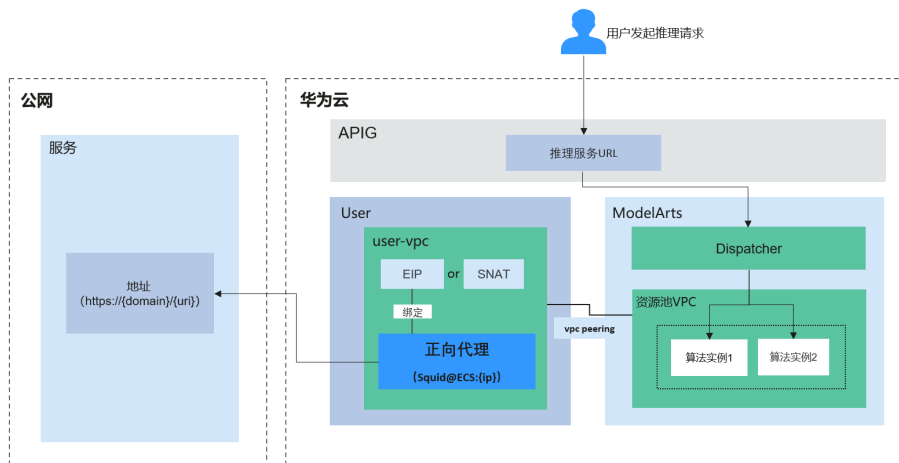 用户发起推理请求
公网
华为云
服务
APIG
推理服务URL
User
ModelArts
user-vpc
Dispatcher
EIP or SNAT
地址
（https://{domain}/{uri}）
绑定
资源池VPC
vpc peering
正向代理
（Squid@ECS:{ip}）
算法实例1
算法实例2